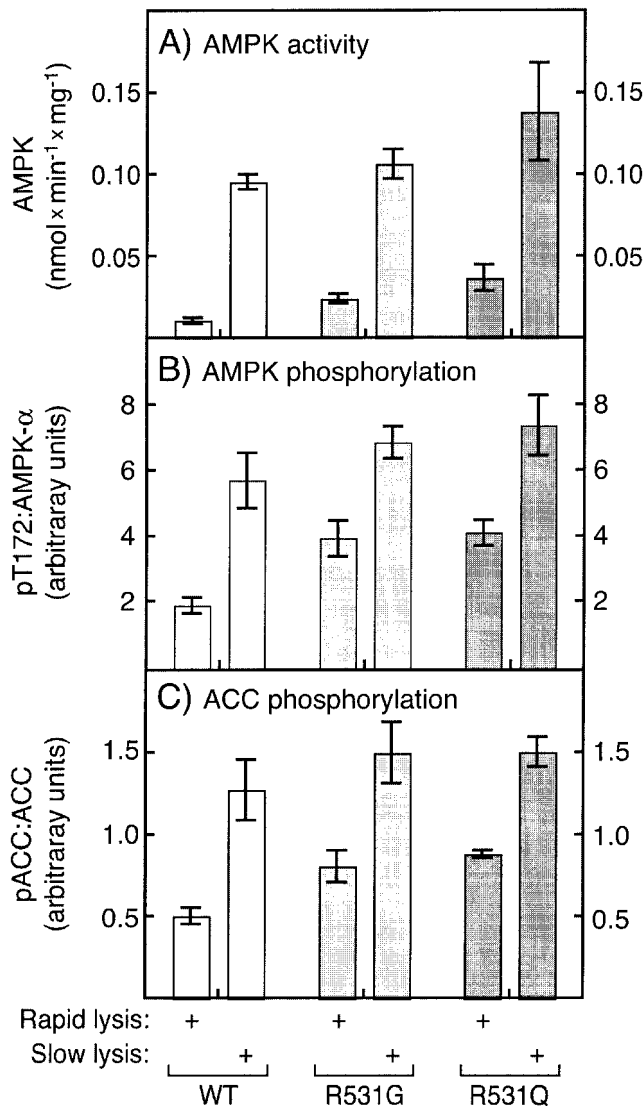 A) AMPK activity
AMPK
(nmol×min⁻¹×mg⁻¹)
0.15 0.15
0.10 0.10
0.05 0.05
B) AMPK phosphorylation
pT172:AMPK-α
(arbitraray units)
8 8
6 6
4 4
2 2
C) ACC phosphorylation
pACC:ACC
(arbitraray units)
1.5 1.5
1.0 1.0
0.5 0.5
Rapid lysis: + + +
Slow lysis: + + +
WT R531G R531Q